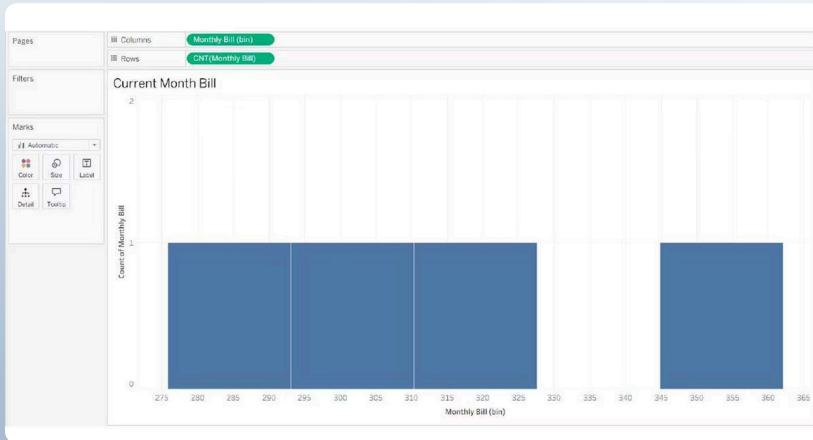 Pages
Columns
Monthly Bill (bin)
Rows
CNT(Monthly Bill)
Filters
Current Month Bill
Marks
Automatic
Color
Size
Label
Detail
Tooltip
Count of Monthly Bill
2
1
0
275 280 285 290 295 300 305 310 315 320 325 330 335 340 345 350 355 360 365
Monthly Bill (bin)